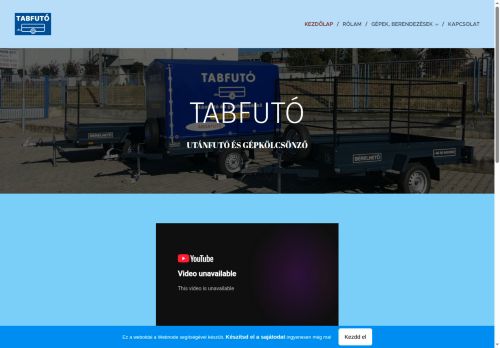 TABFUTÓ
KEZDŐLAP / RÓLAM / GÉPEK, BERENDEZÉSEK / KAPCSOLAT
TABFUTÓ
BÉRELHETŐ
TABFUTÓ
UTÁNFUTÓ ÉS GÉPKÖLCSÖNZŐ
YouTube
Video unavailable
This video is unavailable
Ez a weboldal a Webnode segítségével készült. Készítsd el a sajátodat ingyenesen még ma!
Kezdd el